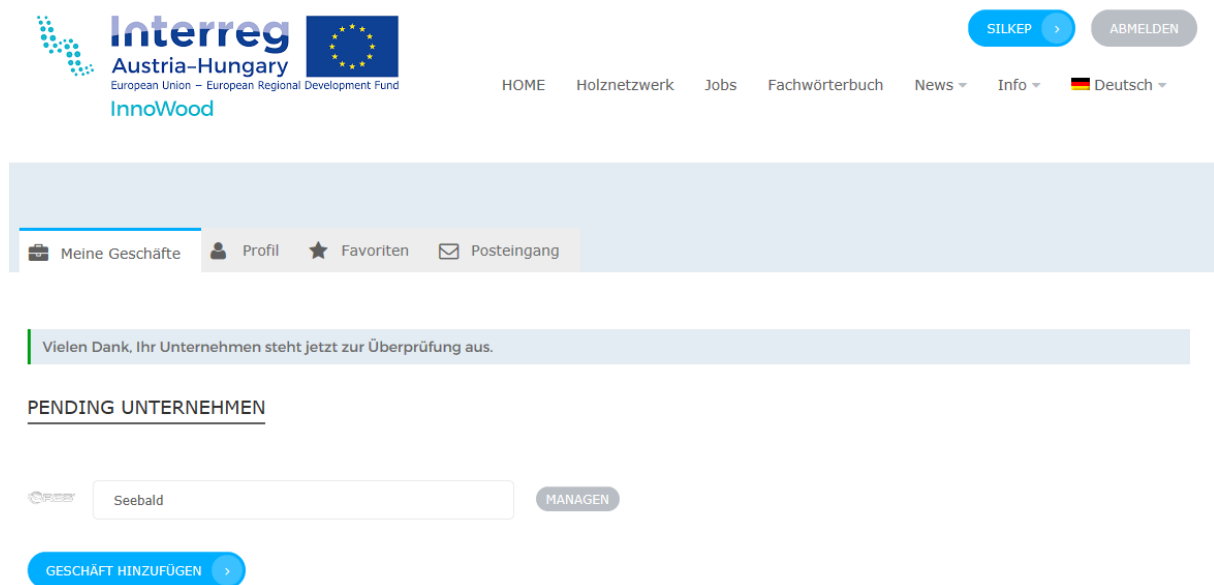 Interreg
Austria-Hungary
European Union – European Regional Development Fund
InnoWood
SILKEP
ABMELDEN
HOME Holznetzwerk Jobs Fachwörterbuch News Info Deutsch
Meine Geschäfte Profil Favoriten Posteingang
Vielen Dank, Ihr Unternehmen steht jetzt zur Überprüfung aus.
PENDING UNTERNEHMEN
Seebald MANAGEN
GESCHÄFT HINZUFÜGEN